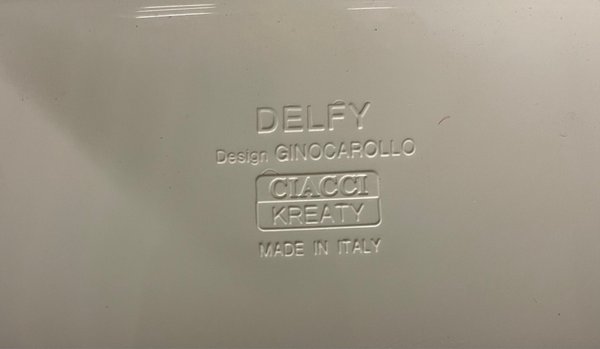 DELFY
Design GINOCAROLLO
CIACCI
KREATY
MADE IN ITALY